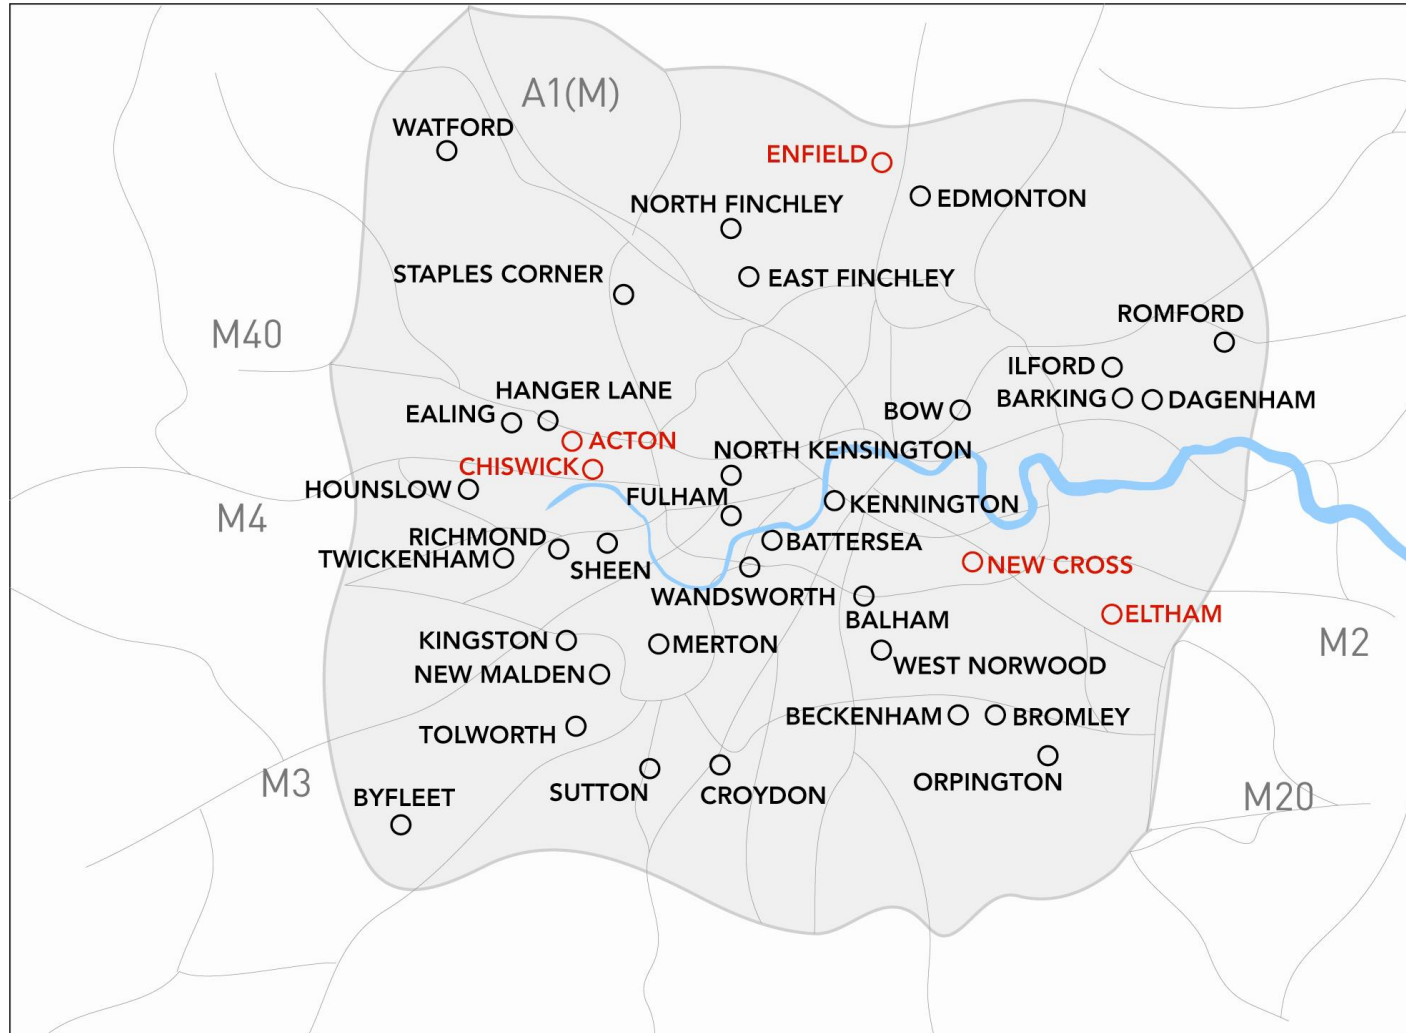 A1(M)
WATFORD
ENFIELD
EDMONTON
NORTH FINCHLEY
STAPLES CORNER
EAST FINCHLEY
ROMFORD
M40
ILFORD
HANGER LANE
BARKING
DAGENHAM
EALING
BOW
ACTON
NORTH KENSINGTON
CHISWICK
HOUNSLOW
FULHAM
KENNINGTON
M4
RICHMOND
BATTERSEA
TWICKENHAM
SHEEN
NEW CROSS
WANDSWORTH
ELTHAM
BALHAM
KINGSTON
MERTON
M2
WEST NORWOOD
NEW MALDEN
BECKENHAM
BROMLEY
TOLWORTH
M3
ORPINGTON
SUTTON
CROYDON
BYFLEET
M20